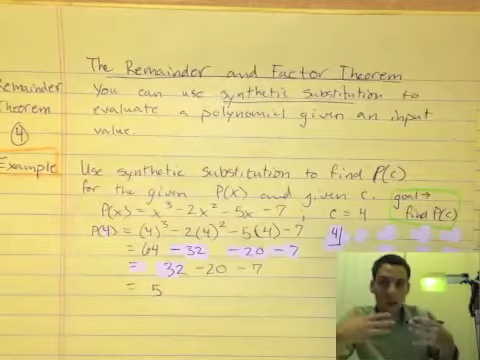 The Remainder and Factor Theorem
You can use synthetic substitution to
evaluate a polynomial given an input
value.
Remainder
Theorem
4
Example
Use synthetic substitution to find P(c)
for the given P(x) and given c.
goal →
find P(c)
P(x) = x³ - 2x² - 5x - 7, c = 4
P(4) = (4)³ - 2(4)² - 5(4) - 7
4
= 64 - 32 - 20 - 7
= 32 - 20 - 7
= 5